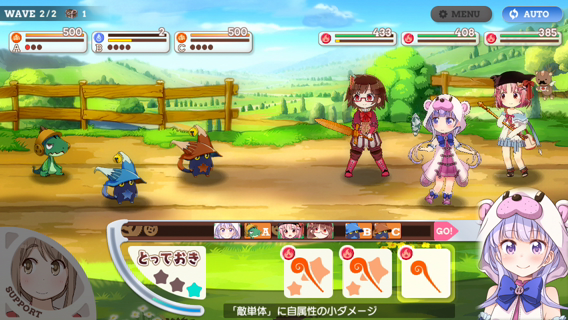 WAVE 2/2 1
MENU
AUTO
500
A
2
B
500
C
433
408
385
A B C GO!
とっておき
SUPPORT
「敵単体」に自属性の小ダメージ